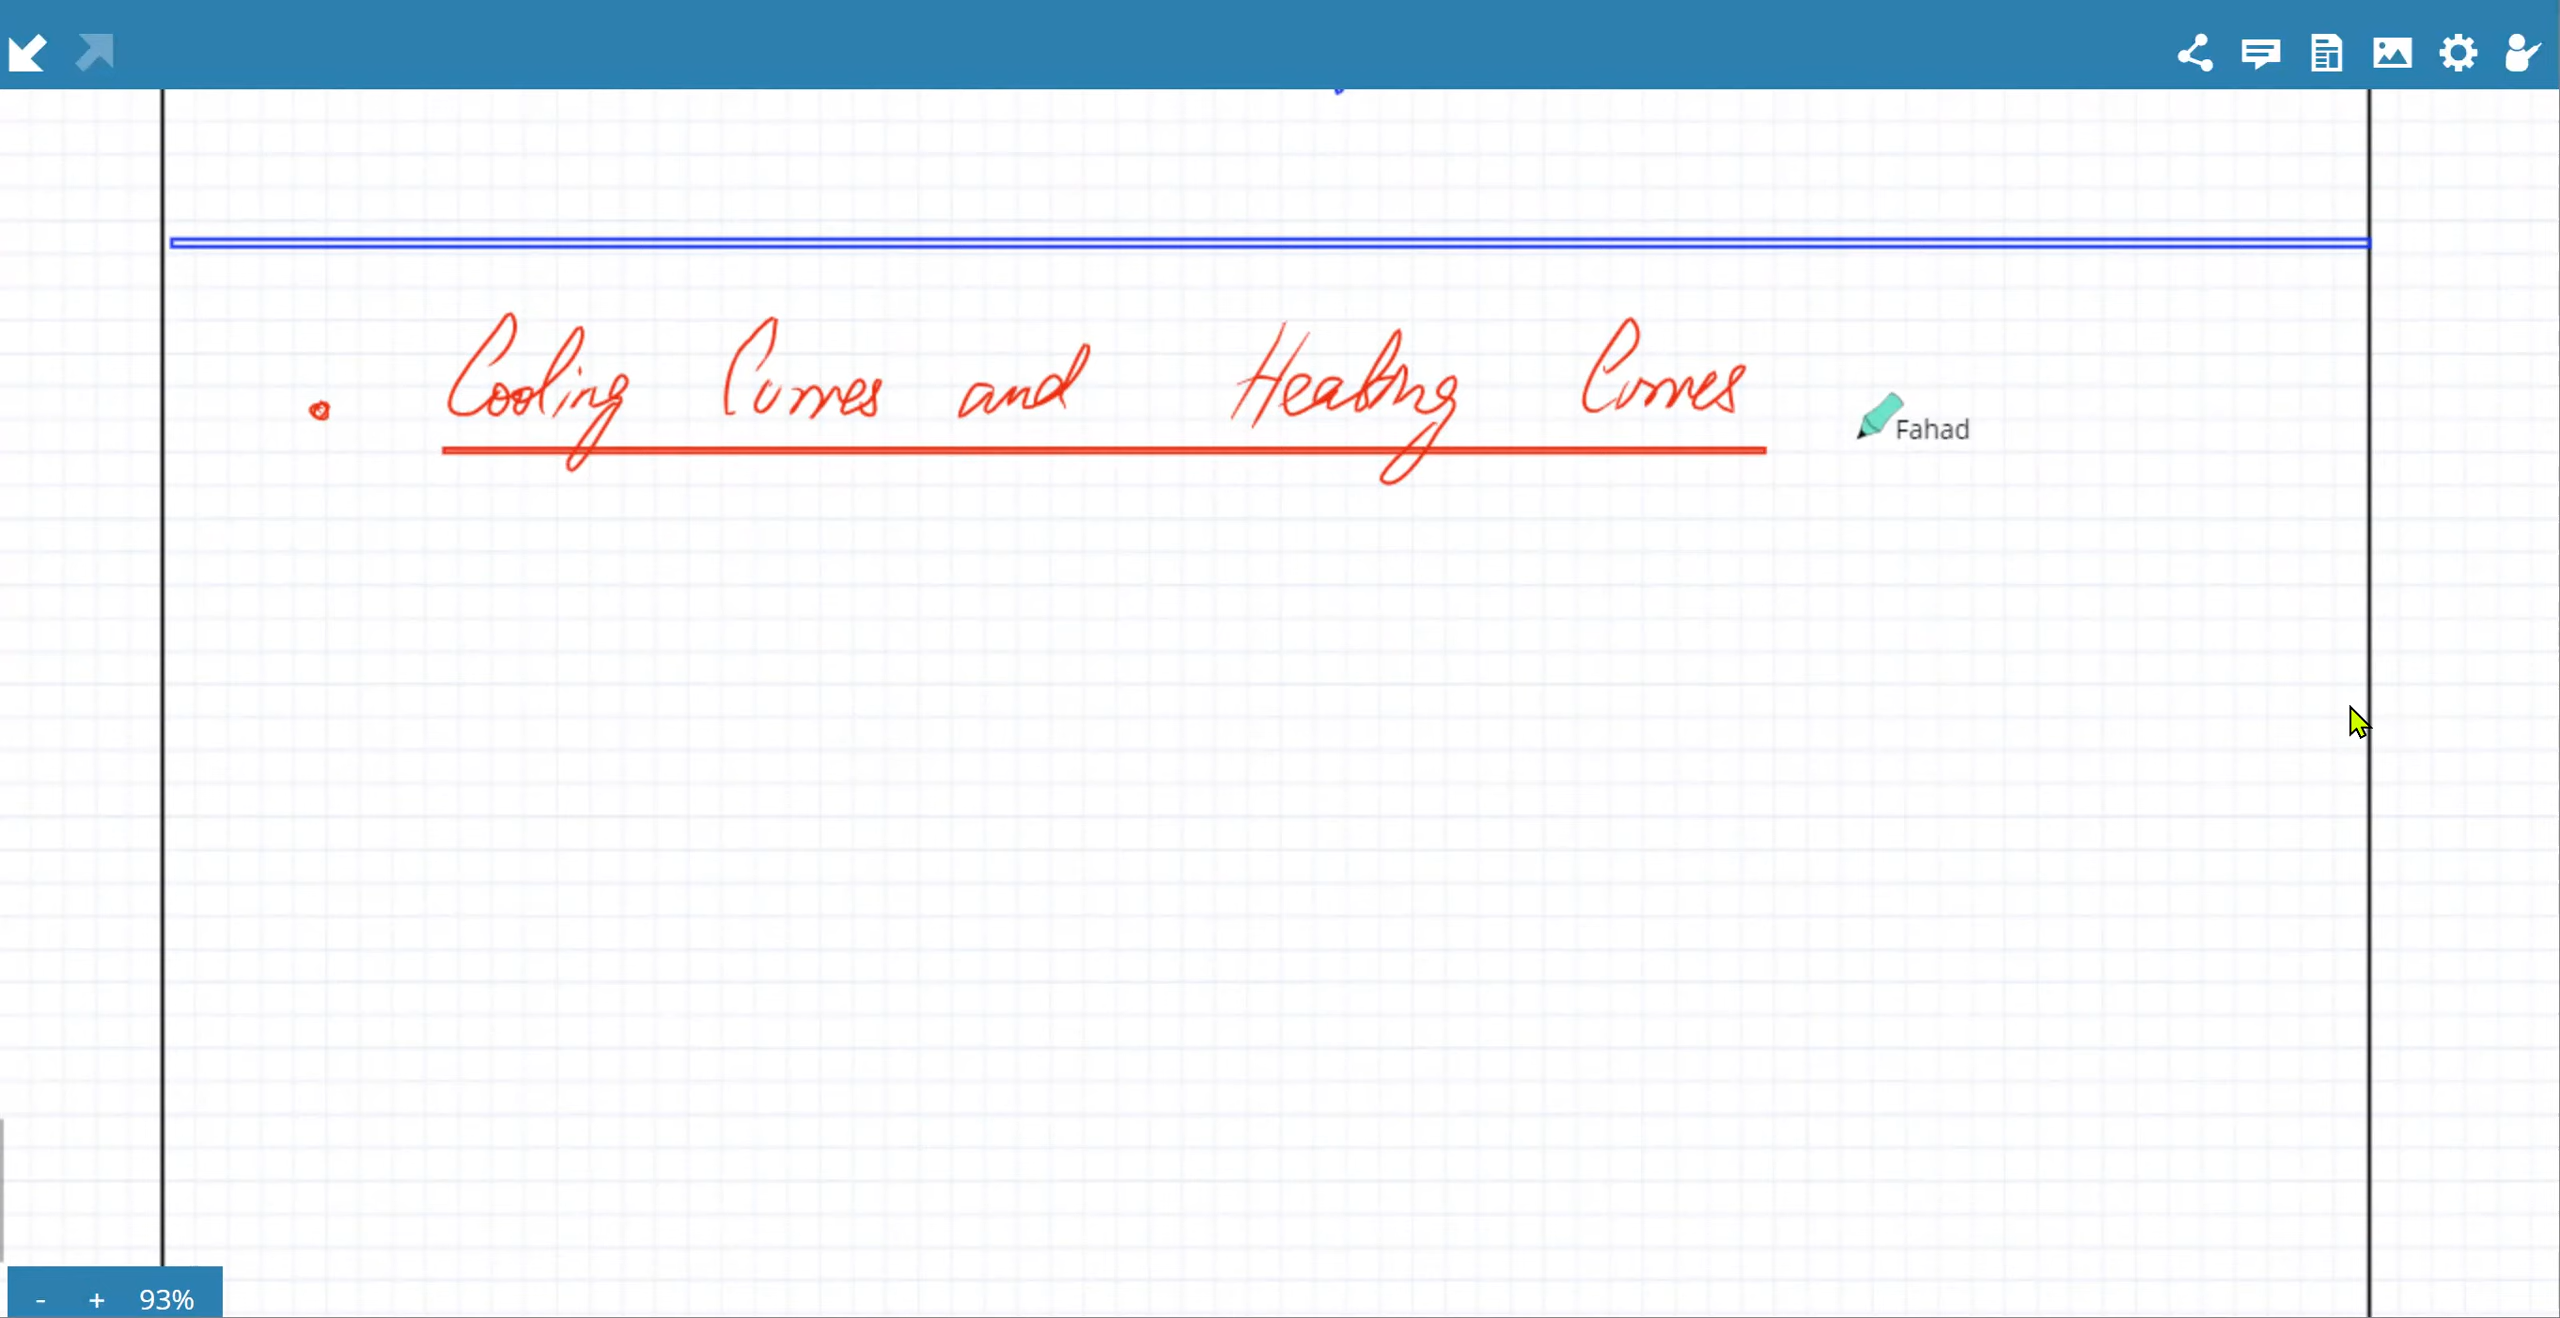 • Cooling Curves and Heating Curves
Fahad
- + 93%